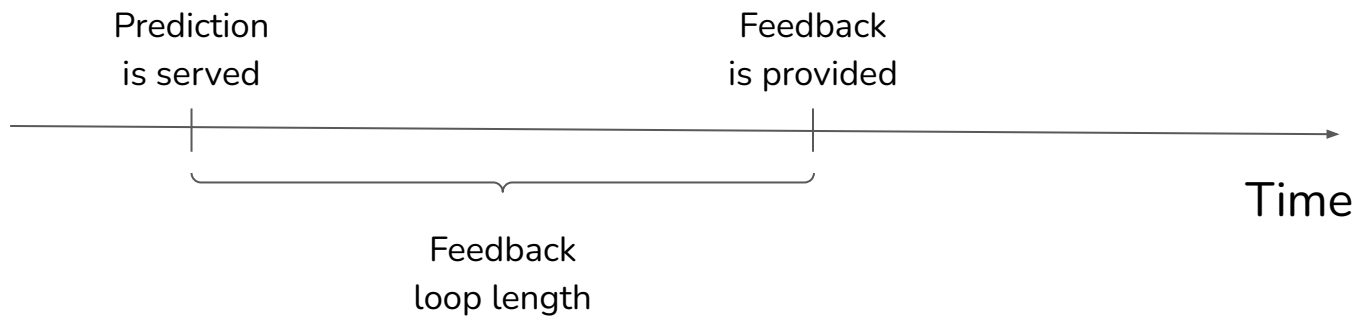 Prediction
is served
Feedback
is provided
Time
Feedback
loop length